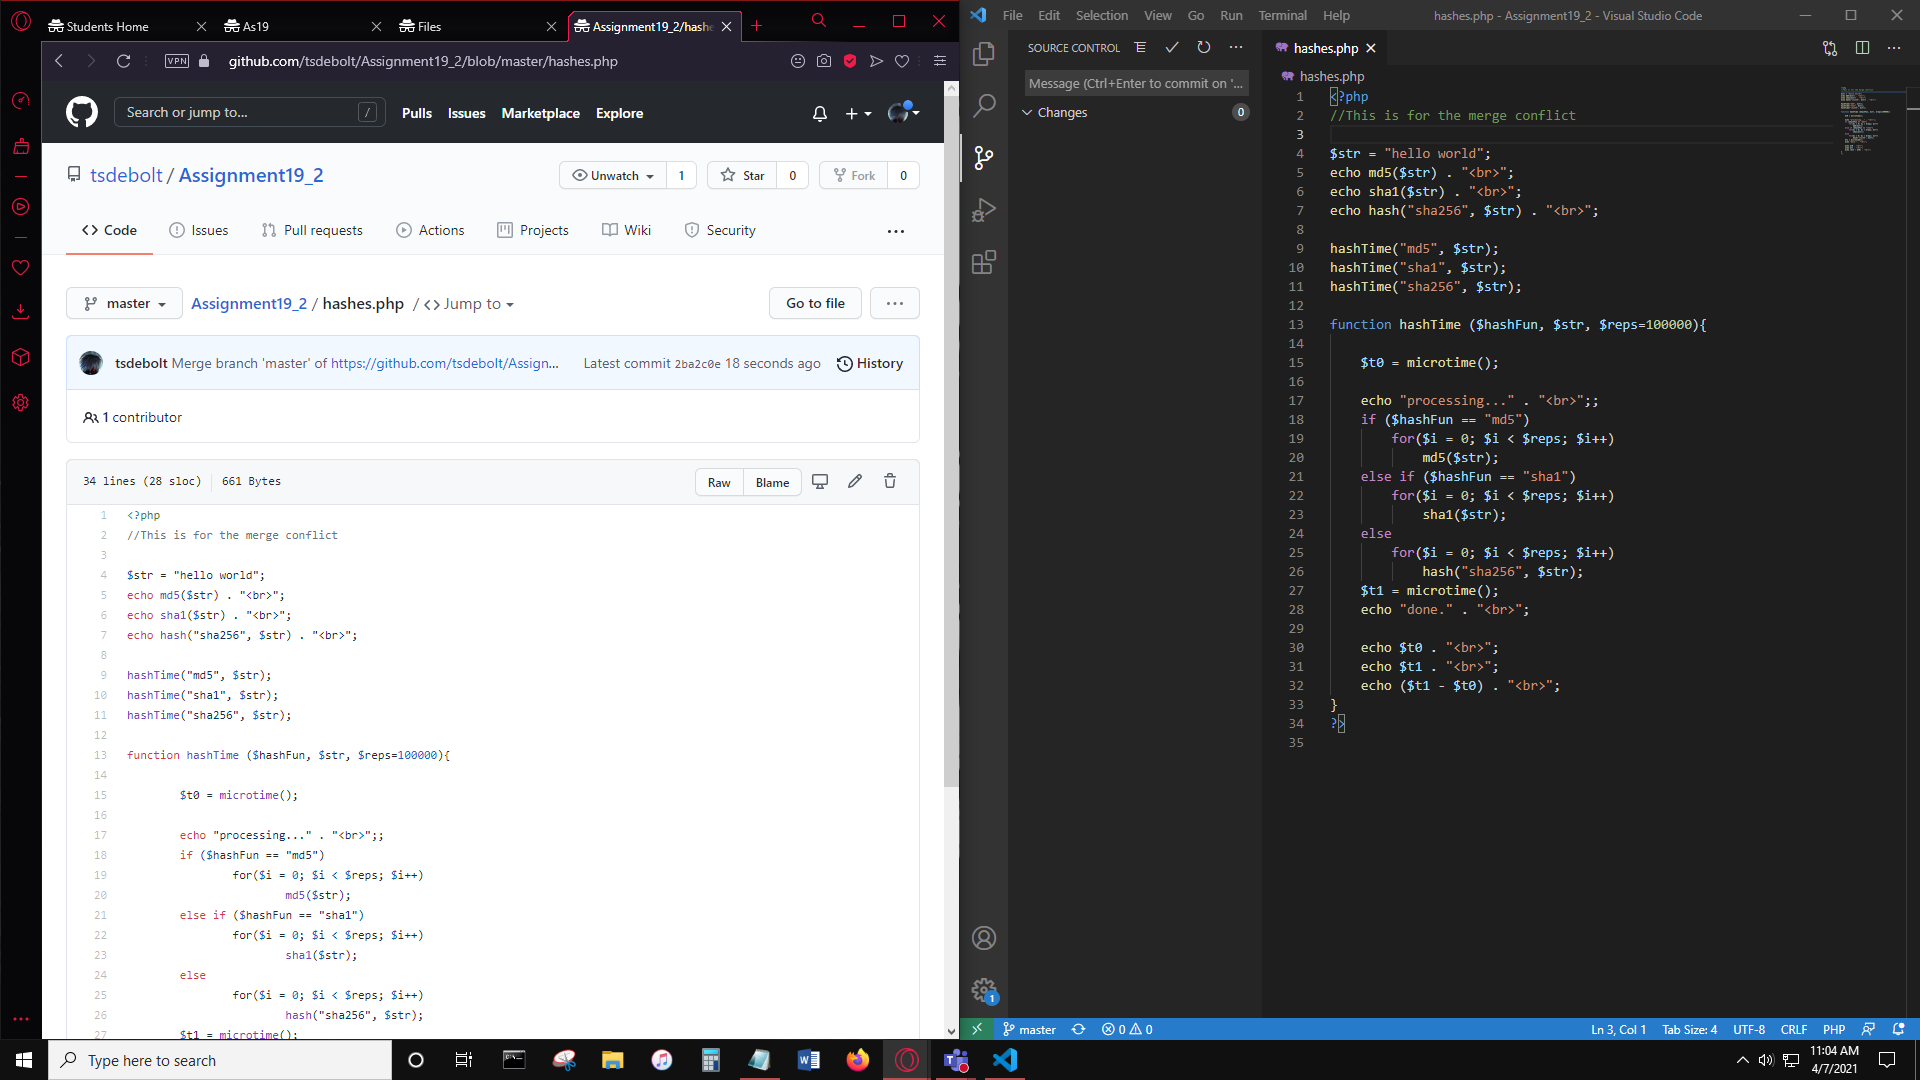 Students Home
As19
Files
Assignment19_2/hashe
VPN
github.com/tsdebolt/Assignment19_2/blob/master/hashes.php
Search or jump to...
/
Pulls
Issues
Marketplace
Explore
tsdebolt / Assignment19_2
Unwatch 1
Star 0
Fork 0
Code
Issues
Pull requests
Actions
Projects
Wiki
Security
master
Assignment19_2 / hashes.php / <> Jump to
Go to file
tsdebolt Merge branch 'master' of https://github.com/tsdebolt/Assign...
Latest commit 2ba2c0e 18 seconds ago
History
1 contributor
34 lines (28 sloc) | 661 Bytes
Raw
Blame
1 <?php
2 //This is for the merge conflict
3
4 $str = "hello world";
5 echo md5($str) . "<br>";
6 echo sha1($str) . "<br>";
7 echo hash("sha256", $str) . "<br>";
8
9 hashTime("md5", $str);
10 hashTime("sha1", $str);
11 hashTime("sha256", $str);
12
13 function hashTime ($hashFun, $str, $reps=100000){
14
15 $t0 = microtime();
16
17 echo "processing..." . "<br>";;
18 if ($hashFun == "md5")
19 for($i = 0; $i < $reps; $i++)
20 md5($str);
21 else if ($hashFun == "sha1")
22 for($i = 0; $i < $reps; $i++)
23 sha1($str);
24 else
25 for($i = 0; $i < $reps; $i++)
26 hash("sha256", $str);
27 $t1 = microtime();
File Edit Selection View Go Run Terminal Help
hashes.php - Assignment19_2 - Visual Studio Code
SOURCE CONTROL
Message (Ctrl+Enter to commit on '...
Changes 0
hashes.php
hashes.php
1 <?php
2 //This is for the merge conflict
3
4 $str = "hello world";
5 echo md5($str) . "<br>";
6 echo sha1($str) . "<br>";
7 echo hash("sha256", $str) . "<br>";
8
9 hashTime("md5", $str);
10 hashTime("sha1", $str);
11 hashTime("sha256", $str);
12
13 function hashTime ($hashFun, $str, $reps=100000){
14
15 $t0 = microtime();
16
17 echo "processing..." . "<br>";;
18 if ($hashFun == "md5")
19 for($i = 0; $i < $reps; $i++)
20 md5($str);
21 else if ($hashFun == "sha1")
22 for($i = 0; $i < $reps; $i++)
23 sha1($str);
24 else
25 for($i = 0; $i < $reps; $i++)
26 hash("sha256", $str);
27 $t1 = microtime();
28 echo "done." . "<br>";
29
30 echo $t0 . "<br>";
31 echo $t1 . "<br>";
32 echo ($t1 - $t0) . "<br>";
33 }
34 ?>
35
1
master
0 0
Ln 3, Col 1
Tab Size: 4
UTF-8
CRLF
PHP
Type here to search
11:04 AM
4/7/2021